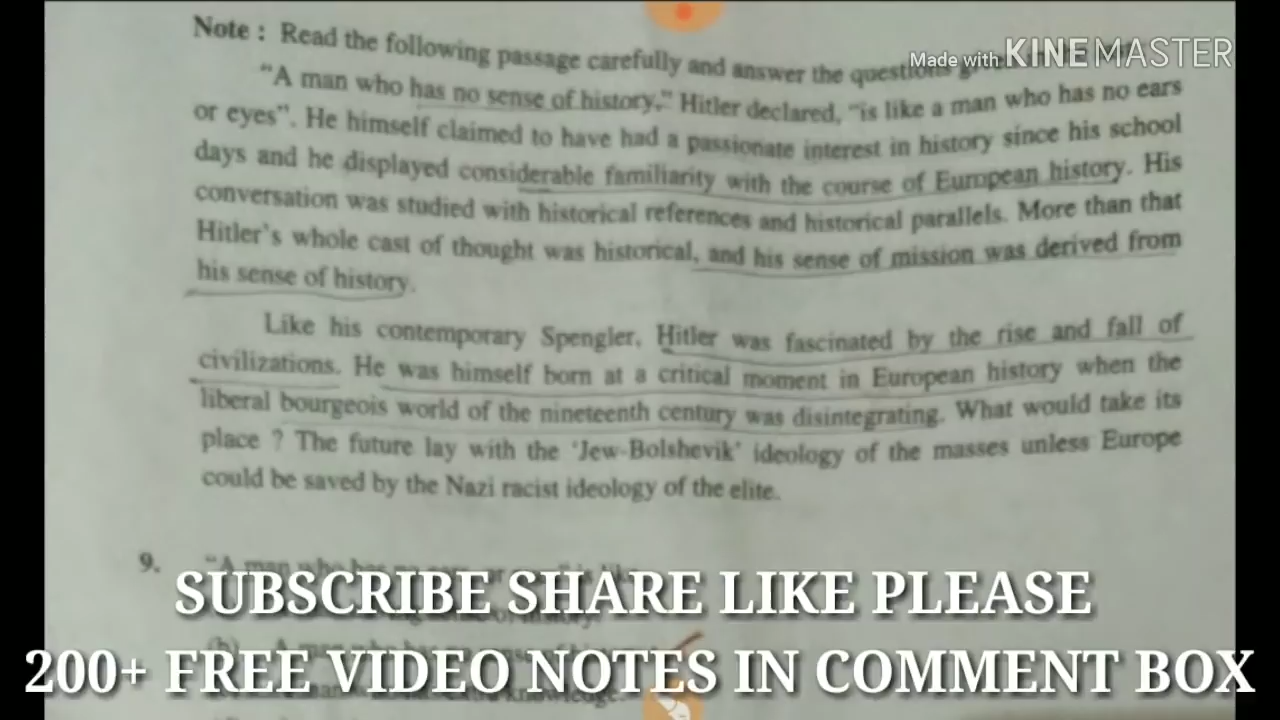 Made with KINEMASTER
Note : Read the following passage carefully and answer the questions
"A man who has no sense of history," Hitler declared, "is like a man who has no ears
or eyes". He himself claimed to have had a passionate interest in history since his school
days and he displayed considerable familiarity with the course of European history. His
conversation was studied with historical references and historical parallels. More than that
Hitler's whole cast of thought was historical, and his sense of mission was derived from
his sense of history.
Like his contemporary Spengler, Hitler was fascinated by the rise and fall of
civilizations. He was himself born at a critical moment in European history when the
liberal bourgeois world of the nineteenth century was disintegrating. What would take its
place ? The future lay with the 'Jew-Bolshevik' ideology of the masses unless Europe
could be saved by the Nazi racist ideology of the elite.
9. "A man who has no
SUBSCRIBE SHARE LIKE PLEASE
200+ FREE VIDEO NOTES IN COMMENT BOX